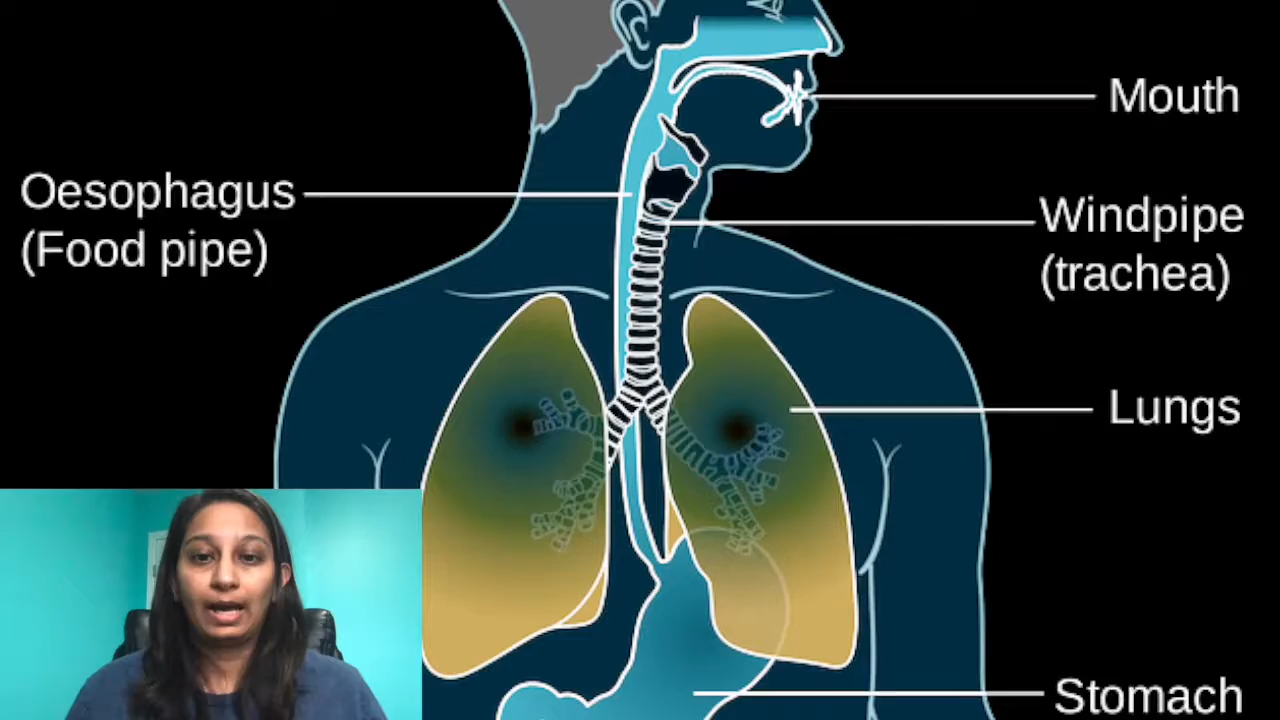 Mouth
Oesophagus
(Food pipe)
Windpipe
(trachea)
Lungs
Stomach